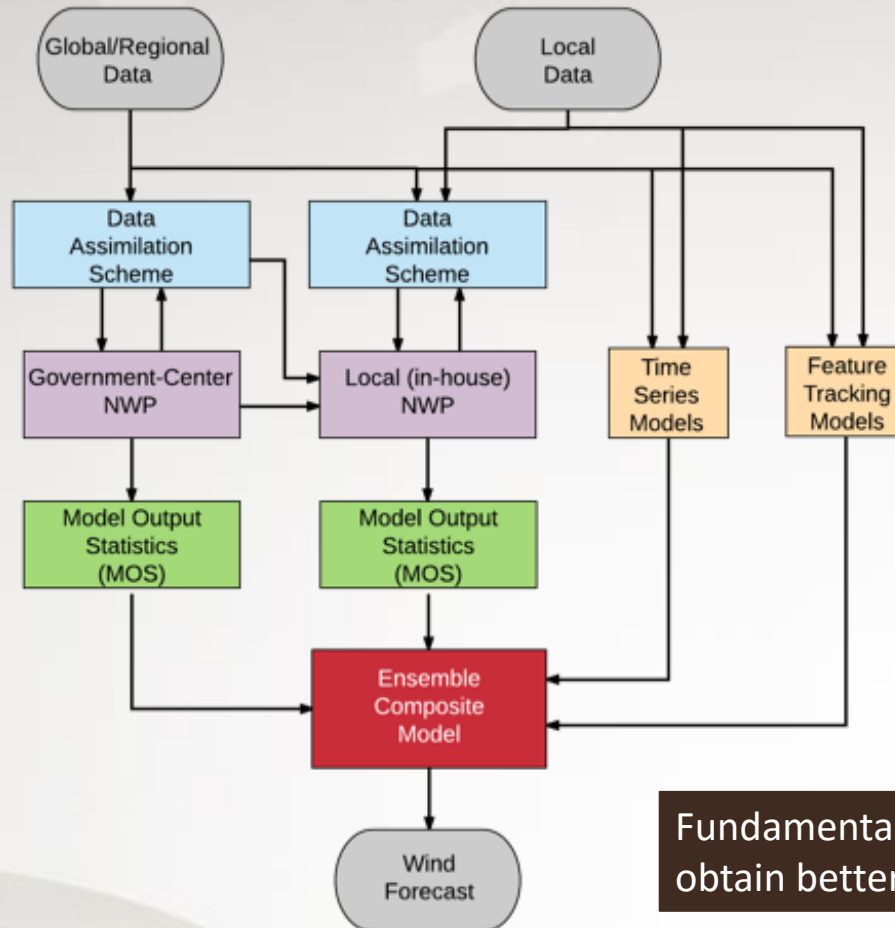 Global/Regional
Data
Local
Data
Data
Assimilation
Scheme
Data
Assimilation
Scheme
Government-Center
NWP
Local (in-house)
NWP
Time
Series
Models
Feature
Tracking
Models
Model Output
Statistics
(MOS)
Model Output
Statistics
(MOS)
Ensemble
Composite
Model
Wind
Forecast
Fundamenta
obtain better